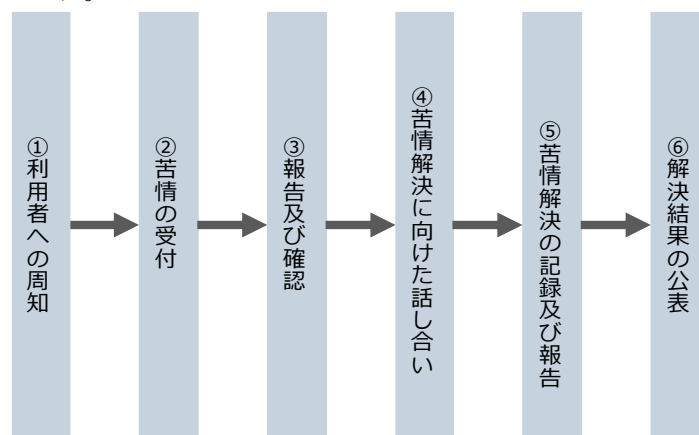 ①利用者への周知
②苦情の受付
③報告及び確認
④苦情解決に向けた話し合い
⑤苦情解決の記録及び報告
⑥解決結果の公表